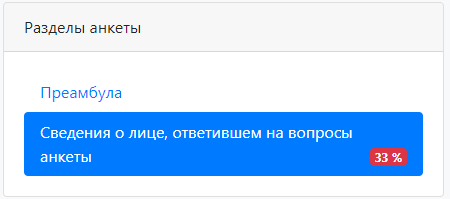 Разделы анкеты
Преамбула
Сведения о лице, ответившем на вопросы
анкеты 33 %